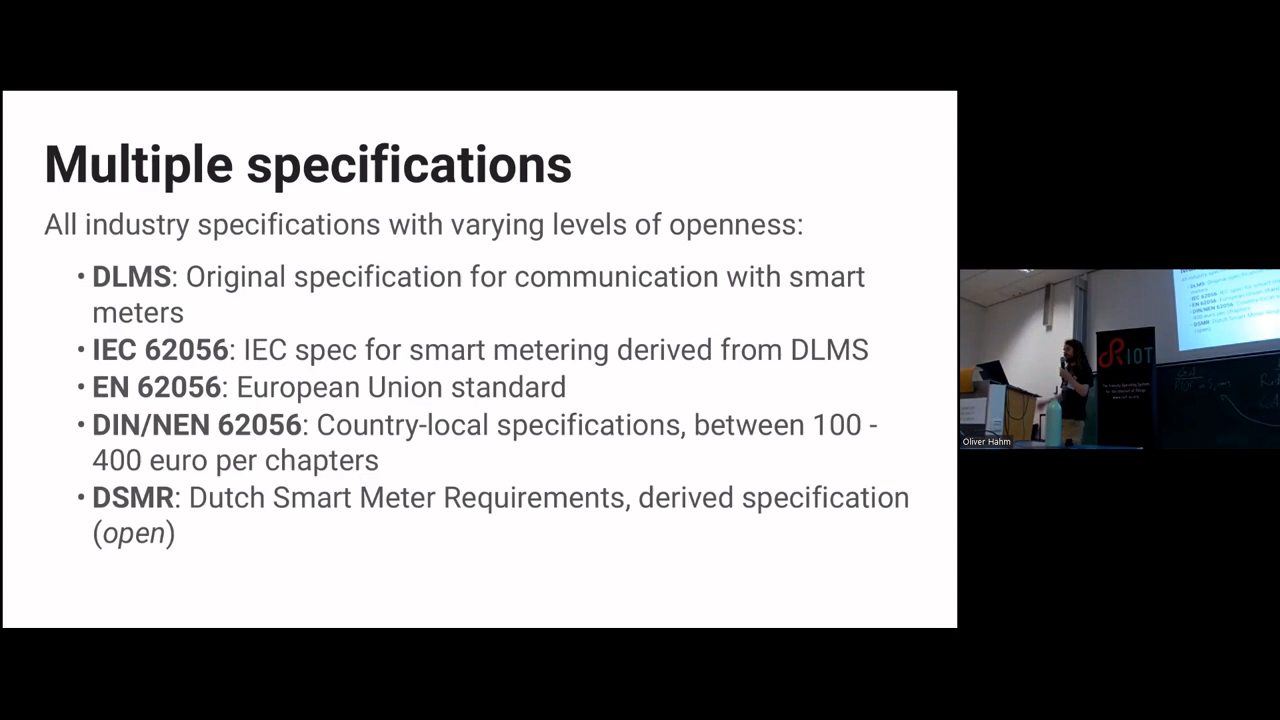 Multiple specifications
All industry specifications with varying levels of openness:
• DLMS: Original specification for communication with smart
meters
• IEC 62056: IEC spec for smart metering derived from DLMS
• EN 62056: European Union standard
• DIN/NEN 62056: Country-local specifications, between 100 -
400 euro per chapters
• DSMR: Dutch Smart Meter Requirements, derived specification
(open)
RIOT
Oliver Hahm